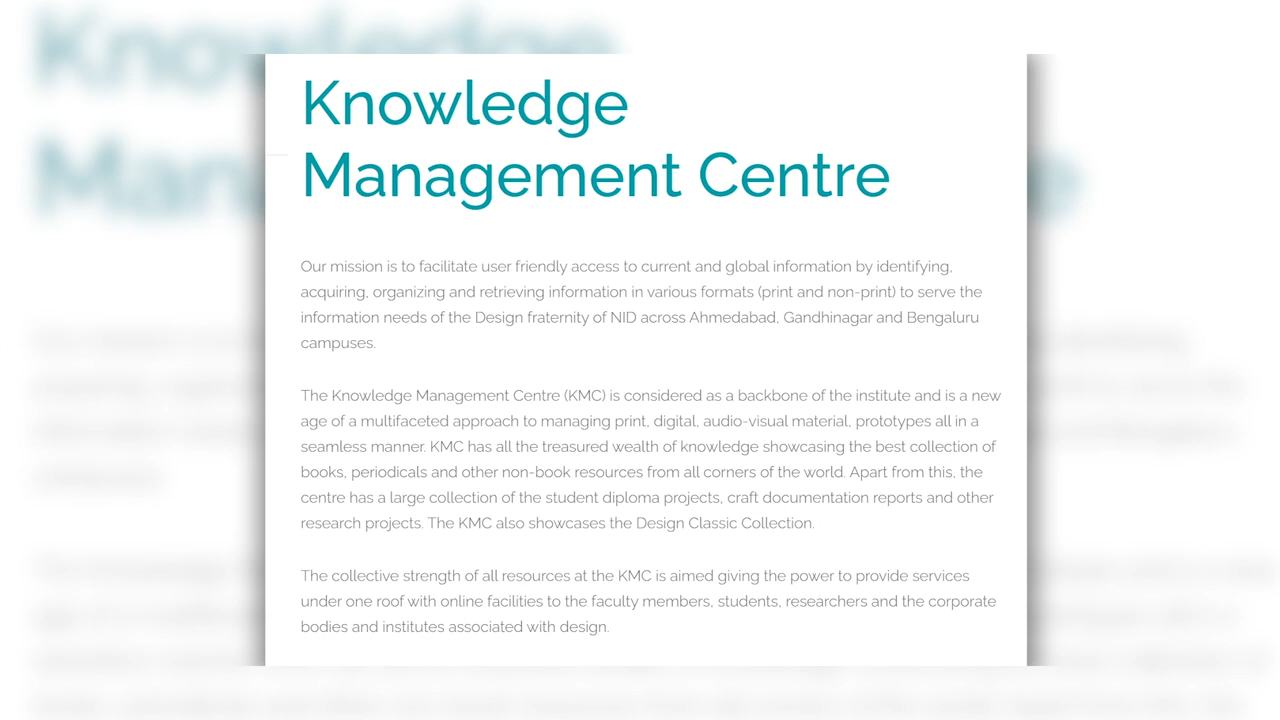 Knowledge
Management Centre
Our mission is to facilitate user friendly access to current and global information by identifying,
acquiring, organizing and retrieving information in various formats (print and non-print) to serve the
information needs of the Design fraternity of NID across Ahmedabad, Gandhinagar and Bengaluru
campuses.
The Knowledge Management Centre (KMC) is considered as a backbone of the institute and is a new
age of a multifaceted approach to managing print, digital, audio-visual material, prototypes all in a
seamless manner. KMC has all the treasured wealth of knowledge showcasing the best collection of
books, periodicals and other non-book resources from all corners of the world. Apart from this, the
centre has a large collection of the student diploma projects, craft documentation reports and other
research projects. The KMC also showcases the Design Classic Collection.
The collective strength of all resources at the KMC is aimed giving the power to provide services
under one roof with online facilities to the faculty members, students, researchers and the corporate
bodies and institutes associated with design.